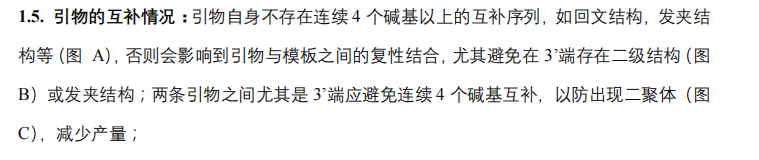 1.5. 引物的互补情况：引物自身不存在连续 4 个碱基以上的互补序列，如回文结构，发夹结
构等（图 A），否则会影响到引物与模板之间的复性结合，尤其避免在 3’端存在二级结构（图
B）或发夹结构；两条引物之间尤其是 3’端应避免连续 4 个碱基互补，以防出现二聚体（图
C），减少产量；